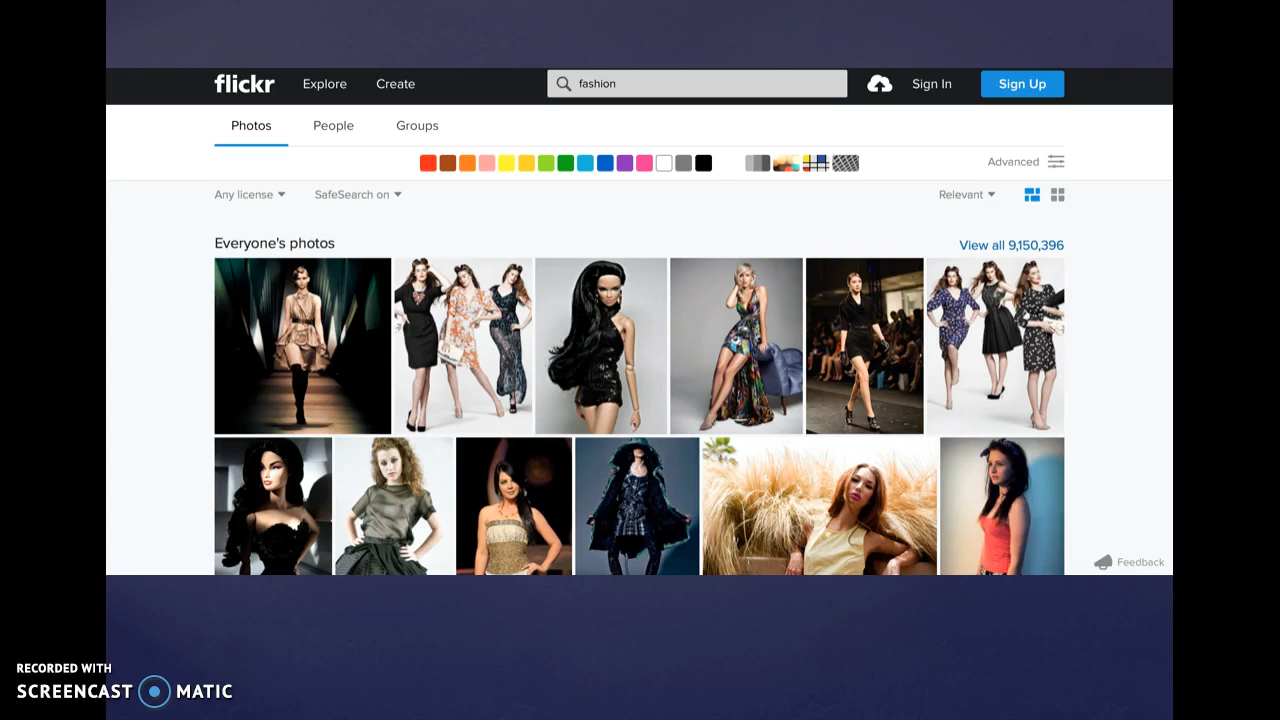 flickr Explore Create fashion Sign In Sign Up
Photos People Groups
Advanced
Any license SafeSearch on Relevant
Everyone's photos View all 9,150,396
Feedback
RECORDED WITH
SCREENCAST MATIC